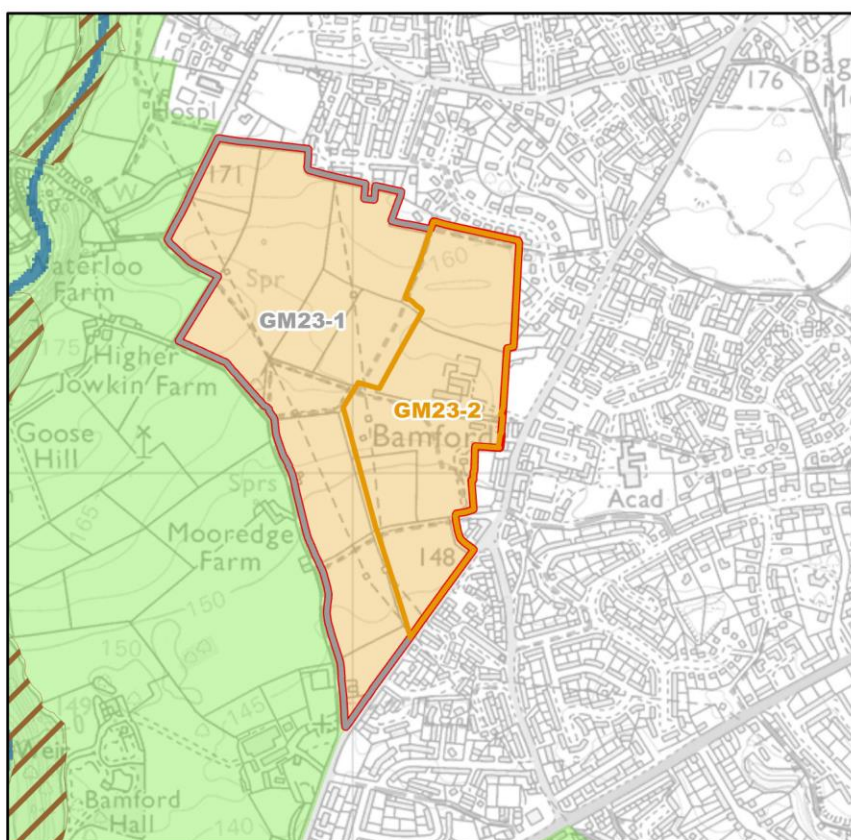 Bag
M
176
Hospl
171
W
160
Waterloo
Farm
Spr
GM23-1
175
Higher
Jowkin Farm
GM23-2
Goose
Hill
Bamford
Sprs
Acad
165
Mooredge
Farm
148
150
150
145
Weir
Bamford
Hall
140